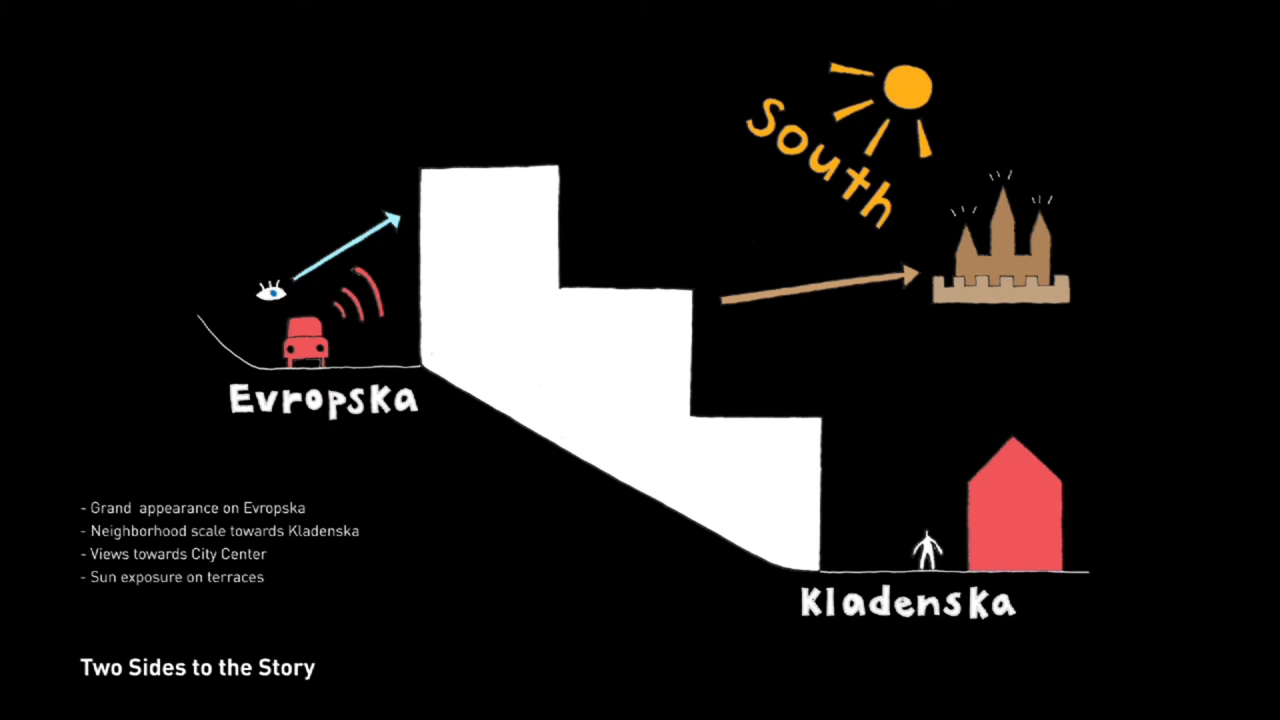 South
Evropska
- Grand appearance on Evropska
- Neighborhood scale towards Kladenska
- Views towards City Center
- Sun exposure on terraces
Kladenska
Two Sides to the Story